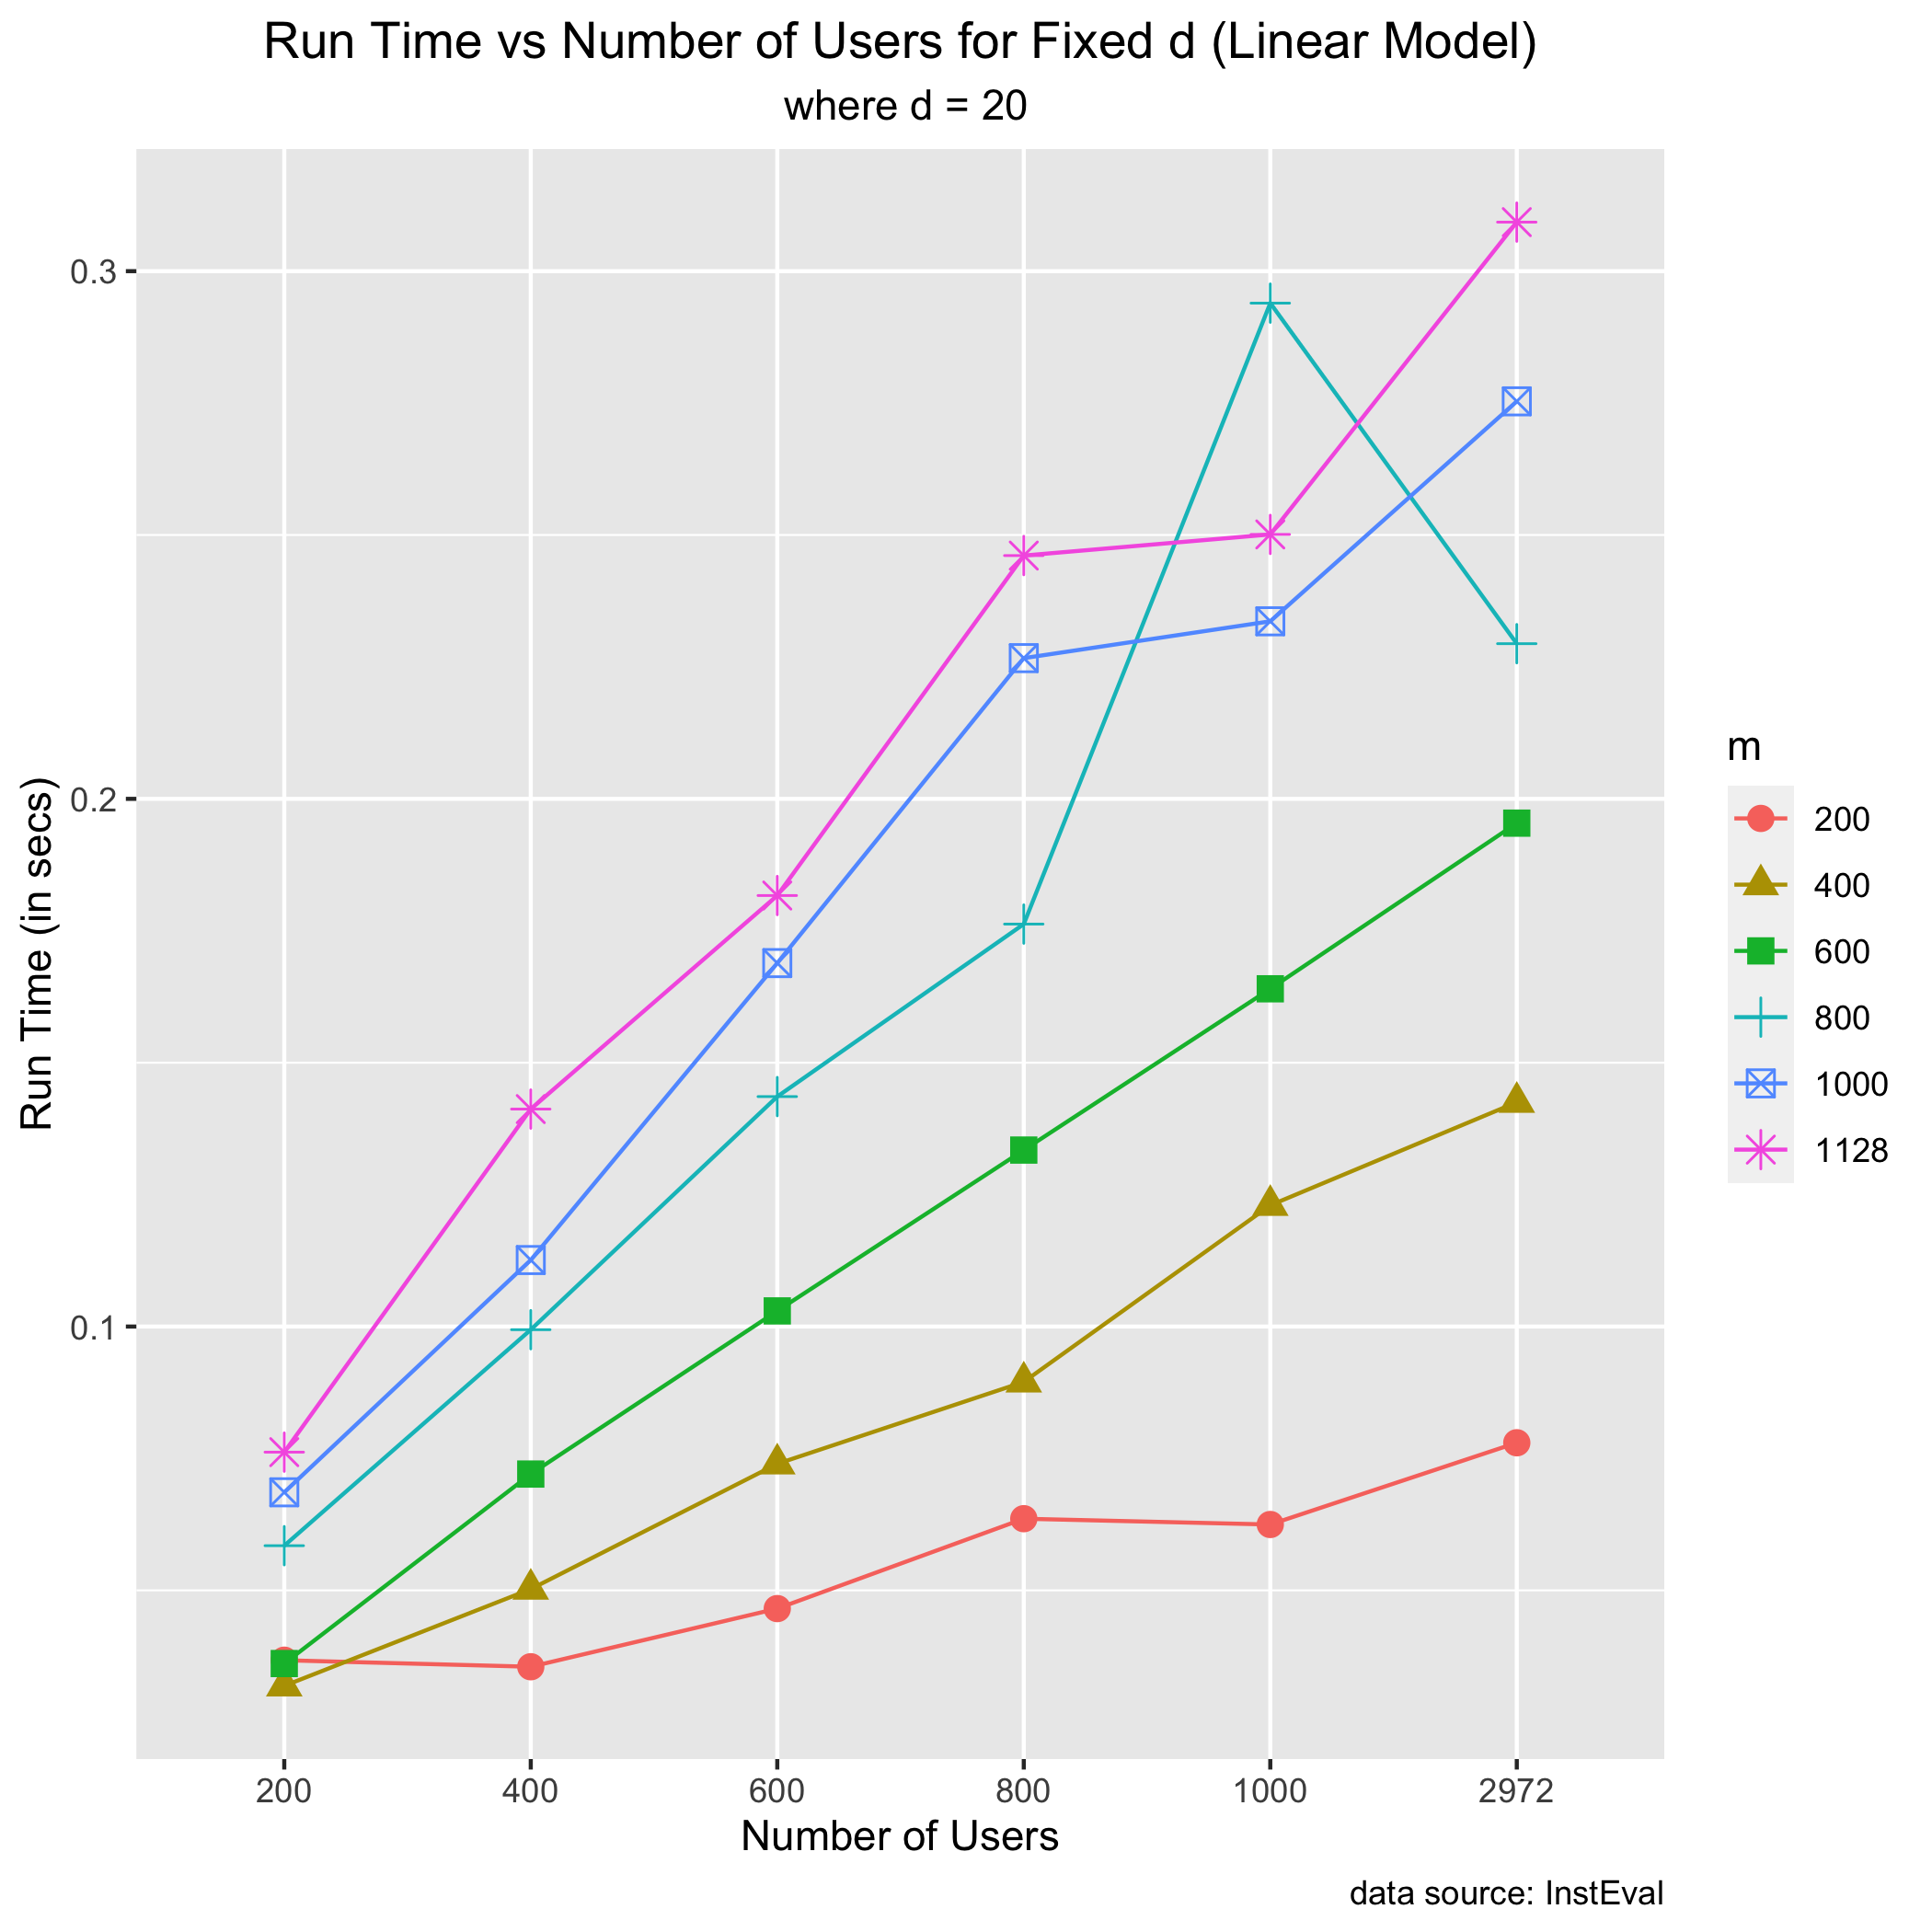 Run Time vs Number of Users for Fixed d (Linear Model)
where d = 20
Run Time (in secs)
0.3
0.2
0.1
200
400
600
800
1000
2972
Number of Users
m
200
400
600
800
1000
1128
data source: InstEval